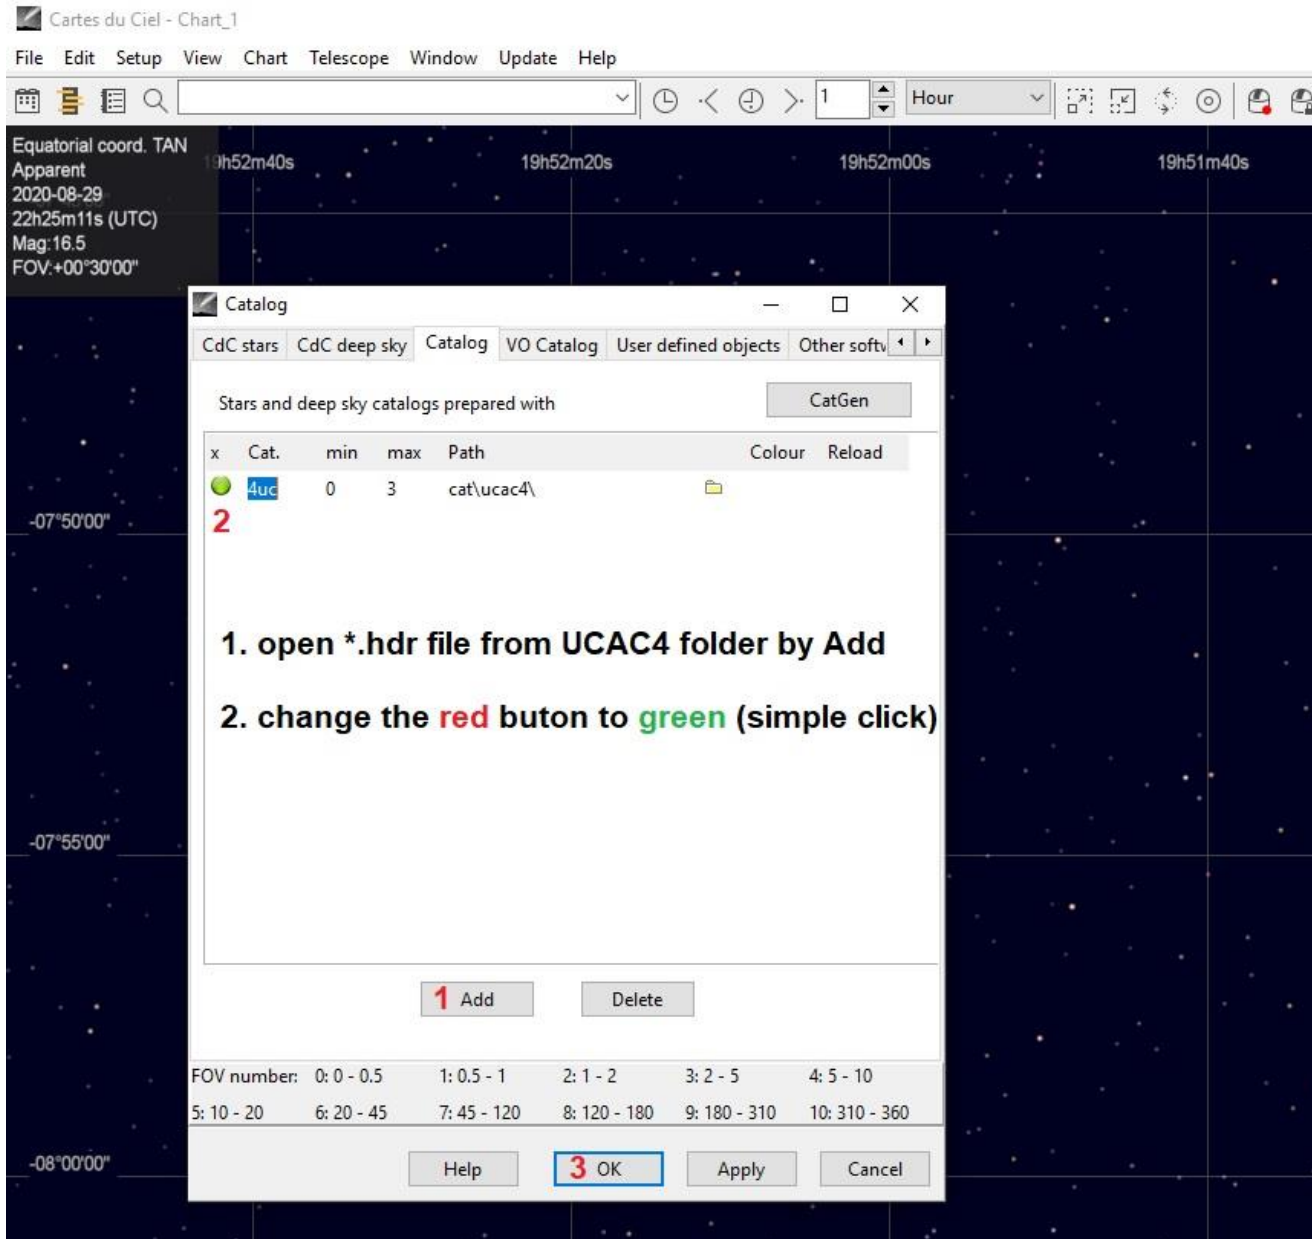 Cartes du Ciel - Chart_1
File Edit Setup View Chart Telescope Window Update Help
1 Hour
Equatorial coord. TAN
Apparent
2020-08-29
22h25m11s (UTC)
Mag:16.5
FOV:+00°30'00"
19h52m40s 19h52m20s 19h52m00s 19h51m40s
Catalog
CdC stars CdC deep sky Catalog VO Catalog User defined objects Other softv
Stars and deep sky catalogs prepared with CatGen
x Cat. min max Path Colour Reload
4uc 0 3 cat\ucac4\
2
-07°50'00"
1. open *.hdr file from UCAC4 folder by Add
2. change the red buton to green (simple click)
-07°55'00"
1 Add Delete
FOV number: 0: 0 - 0.5 1: 0.5 - 1 2: 1 - 2 3: 2 - 5 4: 5 - 10
5: 10 - 20 6: 20 - 45 7: 45 - 120 8: 120 - 180 9: 180 - 310 10: 310 - 360
-08°00'00"
Help 3 OK Apply Cancel